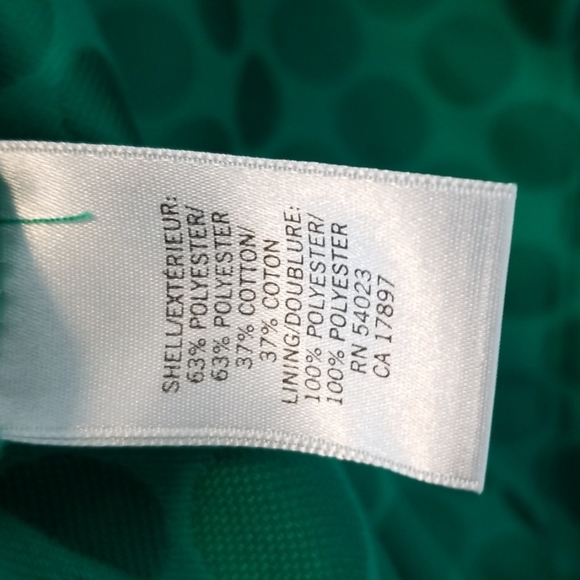 SHELL/EXTÉRIEUR:
63% POLYESTER/
63% POLYESTER
37% COTTON/
37% COTON
LINING/DOUBLURE:
100% POLYESTER/
100% POLYESTER
RN 54023
CA 17897